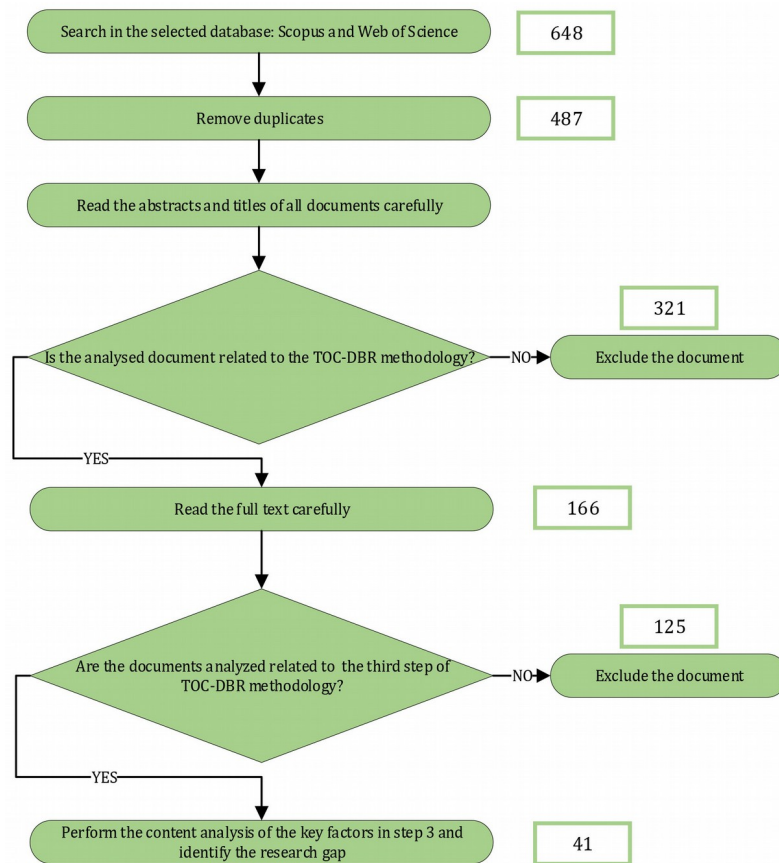 Search in the selected database: Scopus and Web of Science
648
Remove duplicates
487
Read the abstracts and titles of all documents carefully
321
Is the analysed document related to the TOC-DBR methodology?
NO
Exclude the document
YES
Read the full text carefully
166
125
Are the documents analyzed related to the third step of
TOC-DBR methodology?
NO
Exclude the document
YES
Perform the content analysis of the key factors in step 3 and
identify the research gap
41